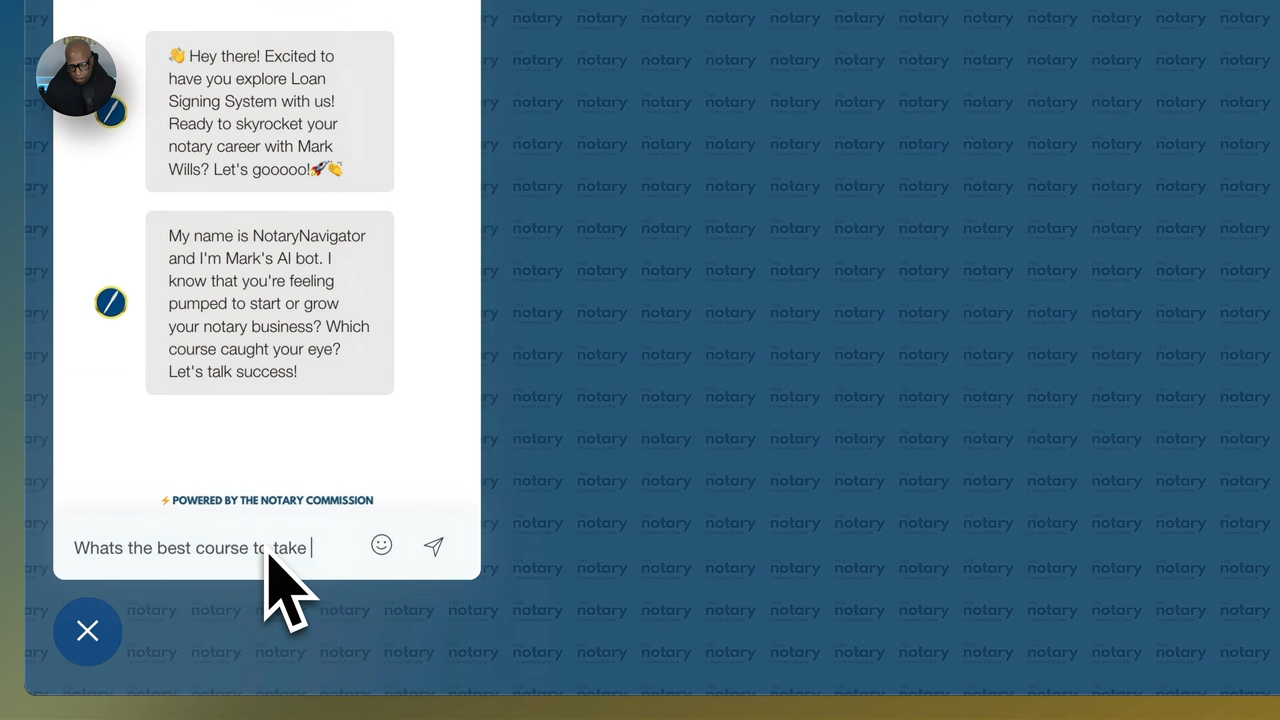 👋 Hey there! Excited to
have you explore Loan
Signing System with us!
Ready to skyrocket your
notary career with Mark
Wills? Let's gooooo!🚀👏
My name is NotaryNavigator
and I'm Mark's AI bot. I
know that you're feeling
pumped to start or grow
your notary business? Which
course caught your eye?
Let's talk success!
⚡POWERED BY THE NOTARY COMMISSION
Whats the best course to take
notary